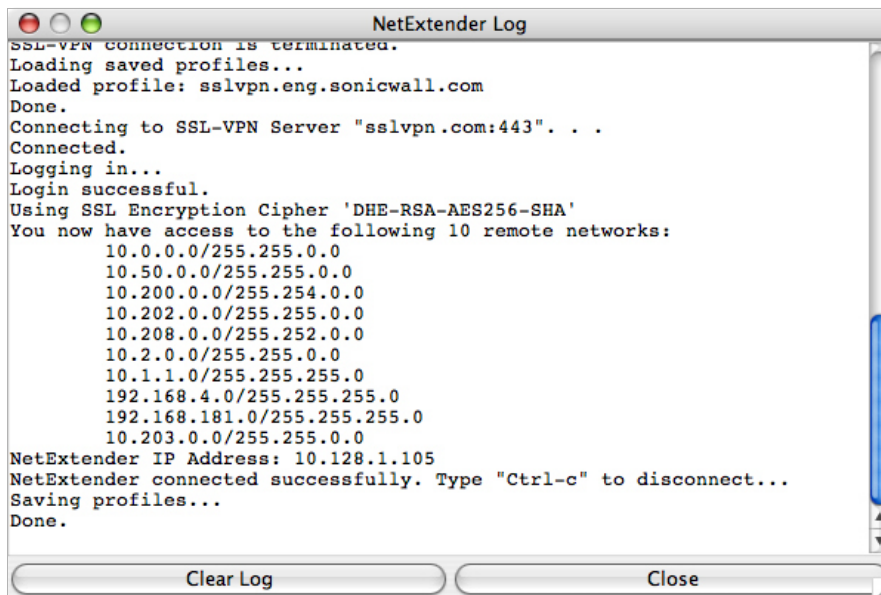 NetExtender Log
SSL-VPN connection is terminated.
Loading saved profiles...
Loaded profile: sslvpn.eng.sonicwall.com
Done.
Connecting to SSL-VPN Server "sslvpn.com:443". . .
Connected.
Logging in...
Login successful.
Using SSL Encryption Cipher 'DHE-RSA-AES256-SHA'
You now have access to the following 10 remote networks:
10.0.0.0/255.255.0.0
10.50.0.0/255.255.0.0
10.200.0.0/255.254.0.0
10.202.0.0/255.255.0.0
10.208.0.0/255.252.0.0
10.2.0.0/255.255.0.0
10.1.1.0/255.255.255.0
192.168.4.0/255.255.255.0
192.168.181.0/255.255.255.0
10.203.0.0/255.255.0.0
NetExtender IP Address: 10.128.1.105
NetExtender connected successfully. Type "Ctrl-c" to disconnect...
Saving profiles...
Done.
Clear Log
Close